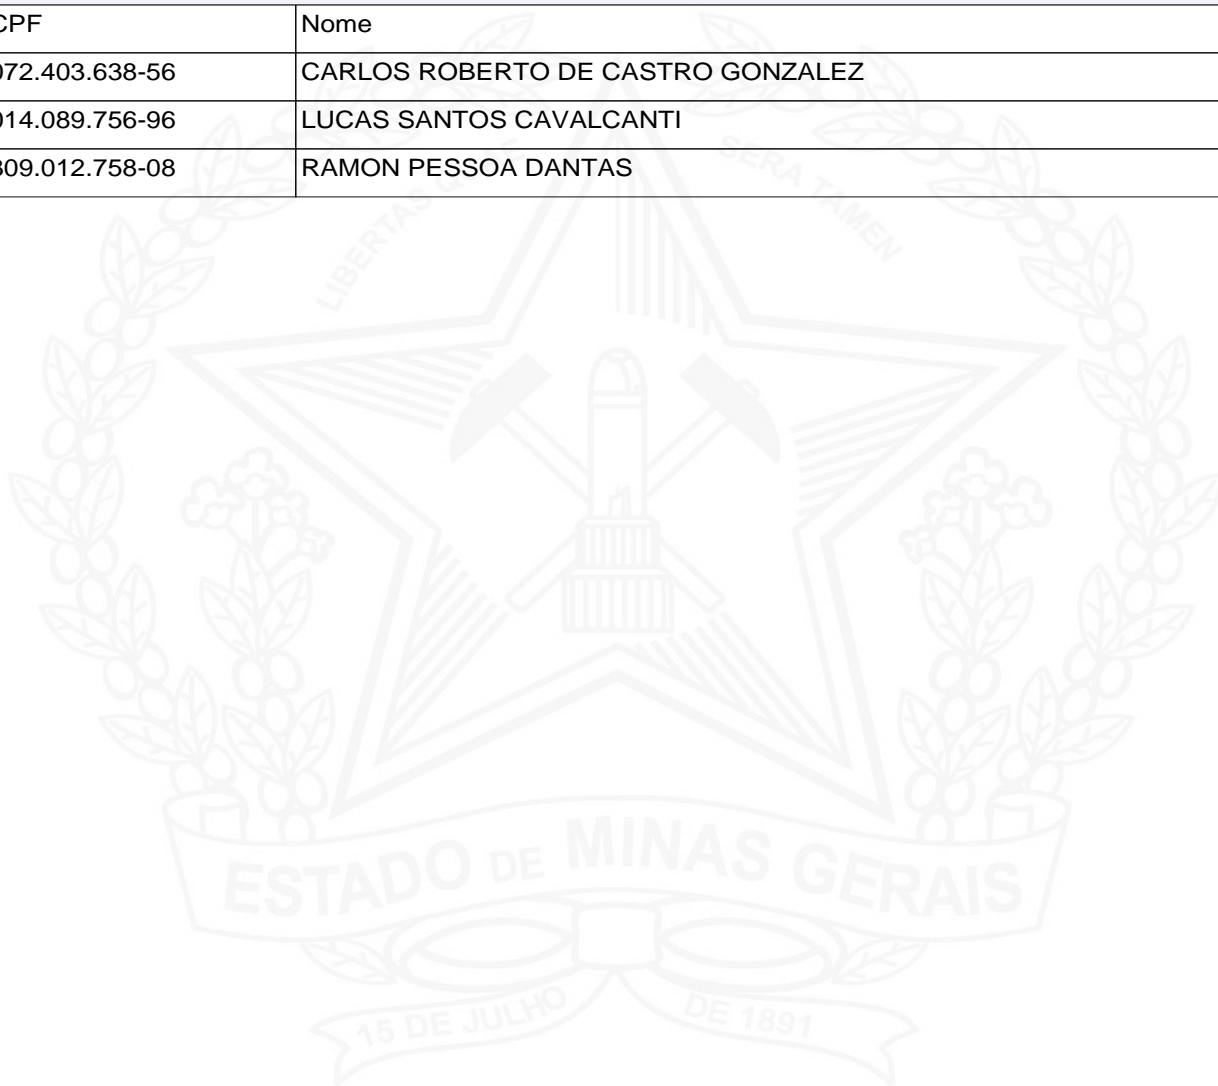 CPF Nome
072.403.638-56 CARLOS ROBERTO DE CASTRO GONZALEZ
014.089.756-96 LUCAS SANTOS CAVALCANTI
309.012.758-08 RAMON PESSOA DANTAS
LIBERTAS QUE SERA TAMEN
ESTADO DE MINAS GERAIS
15 DE JULHO DE 1891